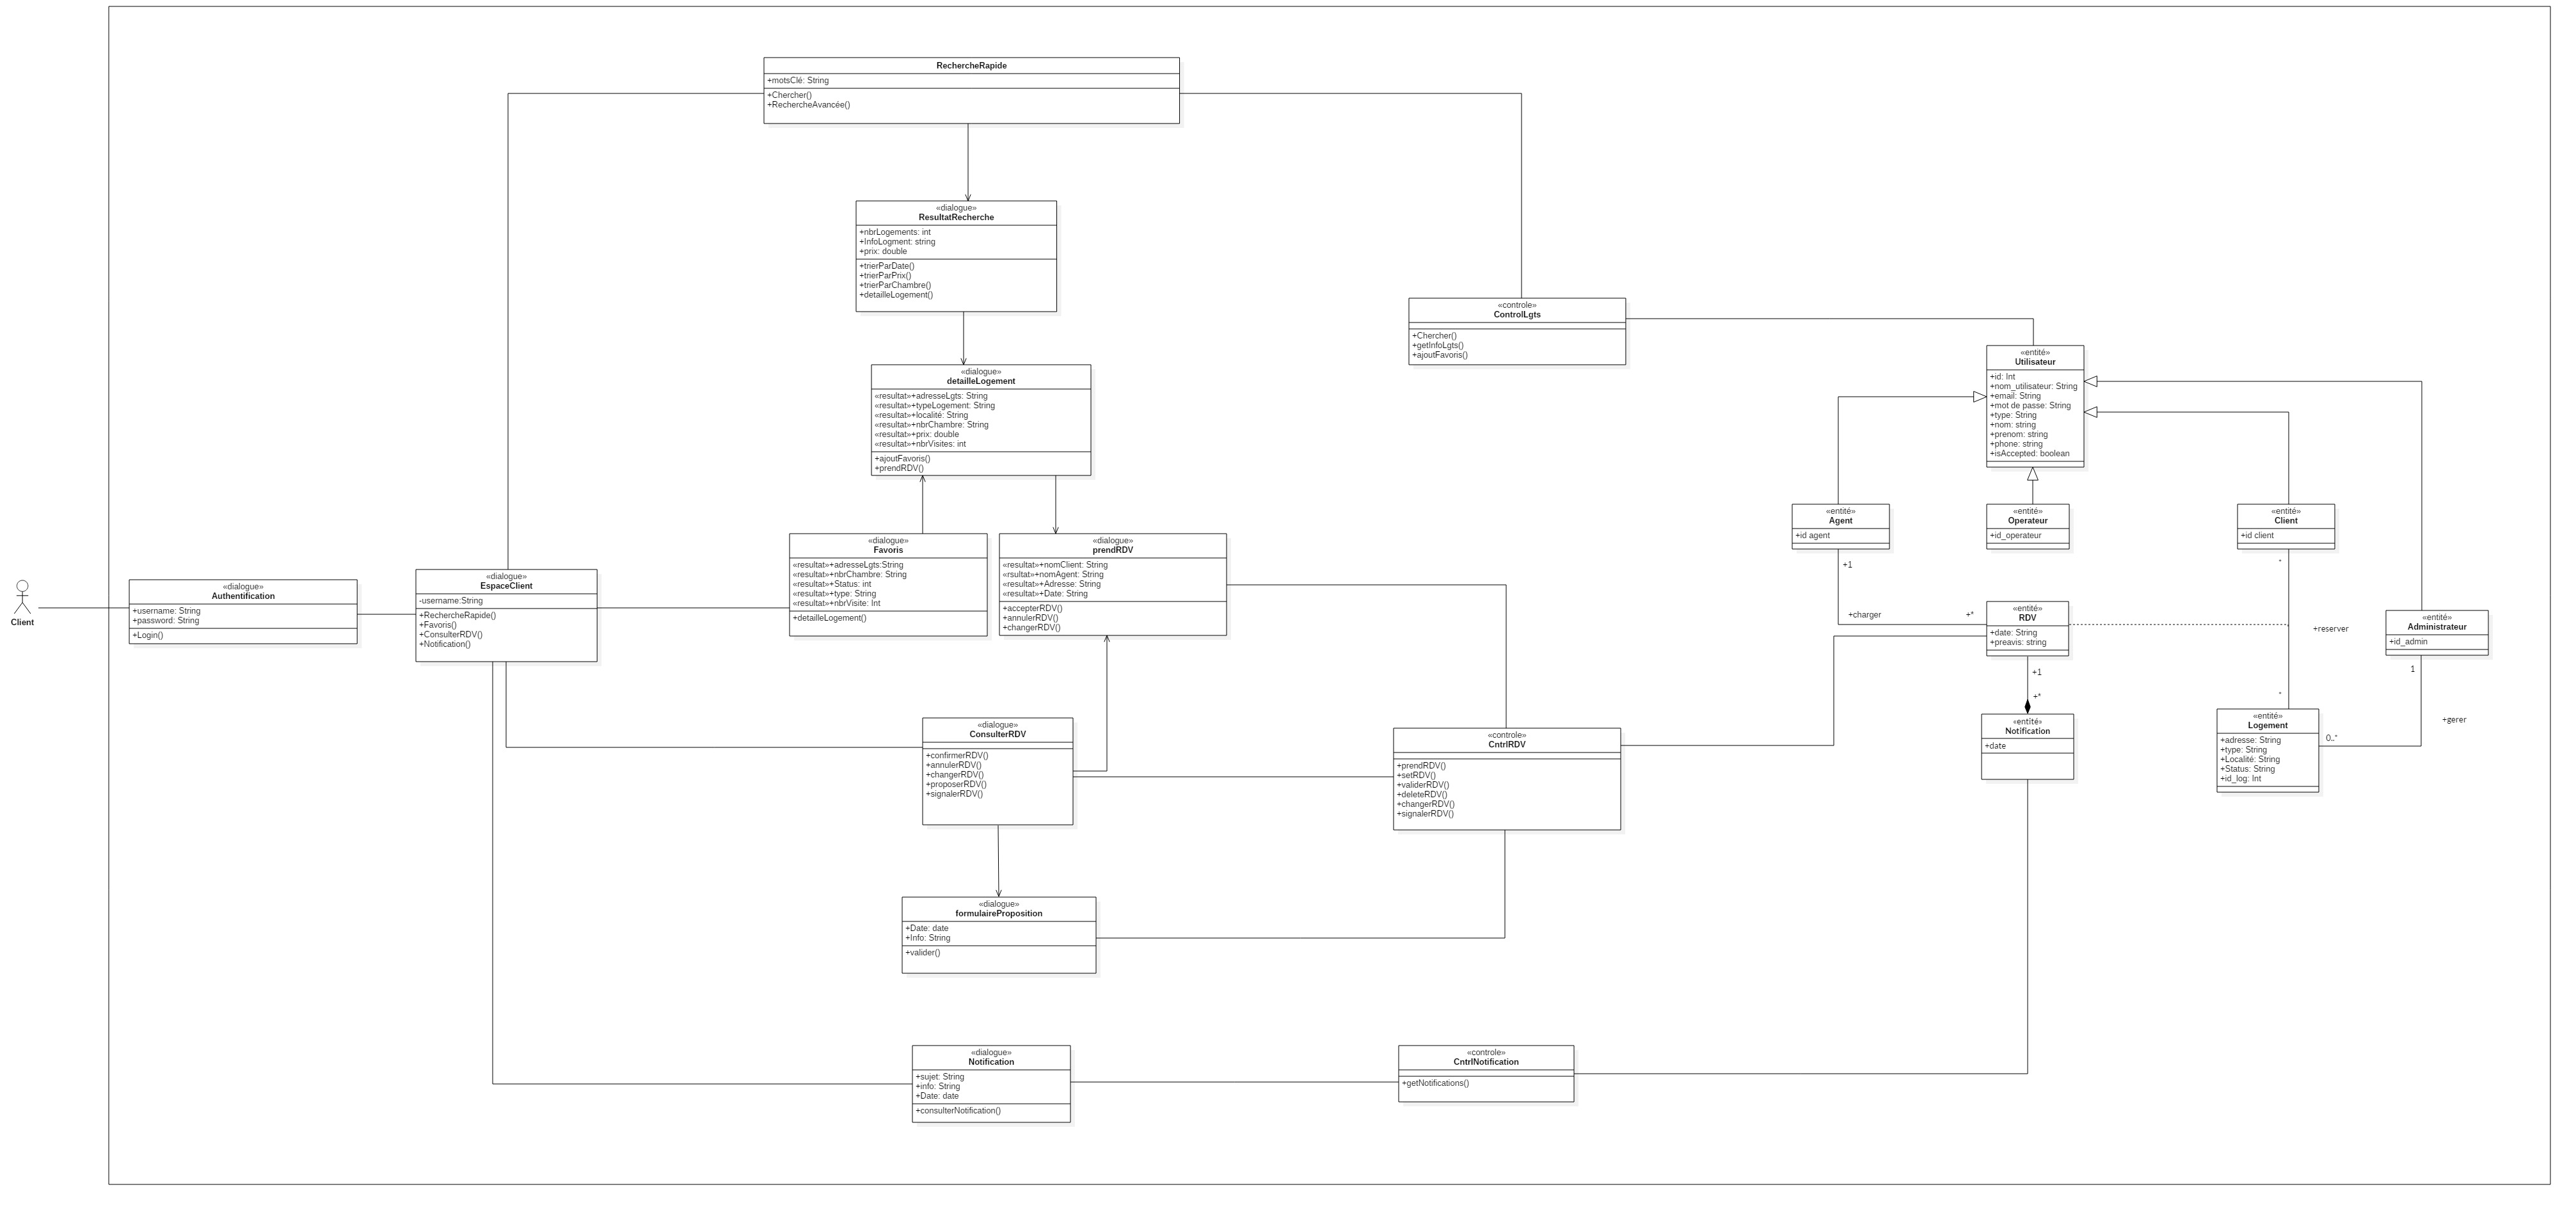 RechercheRapide
+motsClé: String
+Chercher()
+RechercheAvancée()
«dialogue»
ResultatRecherche
+nbrLogements: int
+InfoLogment: string
+prix: double
+trierParDate()
+trierParPrix()
+trierParChambre()
+detailleLogement()
«controle»
ControlLgts
+Chercher()
+getInfoLgts()
+ajoutFavoris()
«dialogue»
detailleLogement
«resultat»+adresseLgts: String
«resultat»+typeLogement: String
«resultat»+localité: String
«resultat»+nbrChambre: String
«resultat»+prix: double
«resultat»+nbrVisites: int
+ajoutFavoris()
+prendRDV()
«entité»
Utilisateur
+id: Int
+nom_utilisateur: String
+email: String
+mot de passe: String
+type: String
+nom: string
+prenom: string
+phone: string
+isAccepted: boolean
«entité»
Agent
+id agent
«entité»
Operateur
+id_operateur
«entité»
Client
+id client
Client
«dialogue»
Authentification
+username: String
+password: String
+Login()
«dialogue»
EspaceClient
-username:String
+RechercheRapide()
+Favoris()
+ConsulterRDV()
+Notification()
«dialogue»
Favoris
«resultat»+adresseLgts:String
«resultat»+nbrChambre: String
«resultat»+Status: int
«resultat»+type: String
«resultat»+nbrVisite: Int
+detailleLogement()
«dialogue»
prendRDV
«resultat»+nomClient: String
«rsultat»+nomAgent: String
«resultat»+Adresse: String
«resultat»+Date: String
+accepterRDV()
+annulerRDV()
+changerRDV()
+1
+charger
+*
«entité»
RDV
+date: String
+preavis: string
*
+reserver
*
«entité»
Administrateur
+id_admin
1
+gerer
0..*
+1
+*
«entité»
Notification
+date
«entité»
Logement
+adresse: String
+type: String
+Localité: String
+Status: String
+id_log: Int
«dialogue»
ConsulterRDV
+confirmerRDV()
+annulerRDV()
+changerRDV()
+proposerRDV()
+signalerRDV()
«controle»
CntrlRDV
+prendRDV()
+setRDV()
+validerRDV()
+deleteRDV()
+changerRDV()
+signalerRDV()
«dialogue»
formulaireProposition
+Date: date
+Info: String
+valider()
«dialogue»
Notification
+sujet: String
+info: String
+Date: date
+consulterNotification()
«controle»
CntrlNotification
+getNotifications()